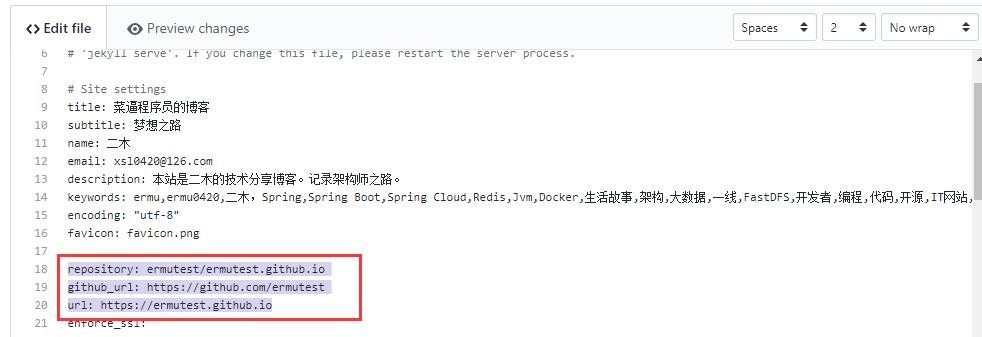 Edit file
Preview changes
Spaces
2
No wrap
6 # 'jekyll serve'. If you change this file, please restart the server process.
7
8 # Site settings
9 title: 菜逼程序员的博客
10 subtitle: 梦想之路
11 name: 二木
12 email: xsl0420@126.com
13 description: 本站是二木的技术分享博客。记录架构师之路。
14 keywords: ermu,ermu0420,二木，Spring,Spring Boot,Spring Cloud,Redis,Jvm,Docker,生活故事,架构,大数据,一线,FastDFS,开发者,编程,代码,开源,IT网站,
15 encoding: "utf-8"
16 favicon: favicon.png
17
18 repository: ermutest/ermutest.github.io
19 github_url: https://github.com/ermutest
20 url: https://ermutest.github.io
21 enforce_ssl: